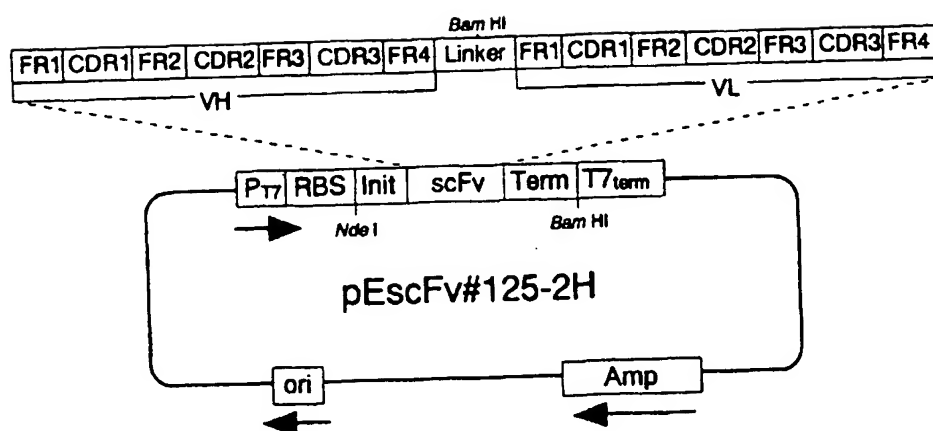 Bam HI
FR1 CDR1 FR2 CDR2 FR3 CDR3 FR4 Linker FR1 CDR1 FR2 CDR2 FR3 CDR3 FR4
VH VL
PT7 RBS Init scFv Term T7term
Nde I Bam HI
pEscFv#125-2H
ori Amp